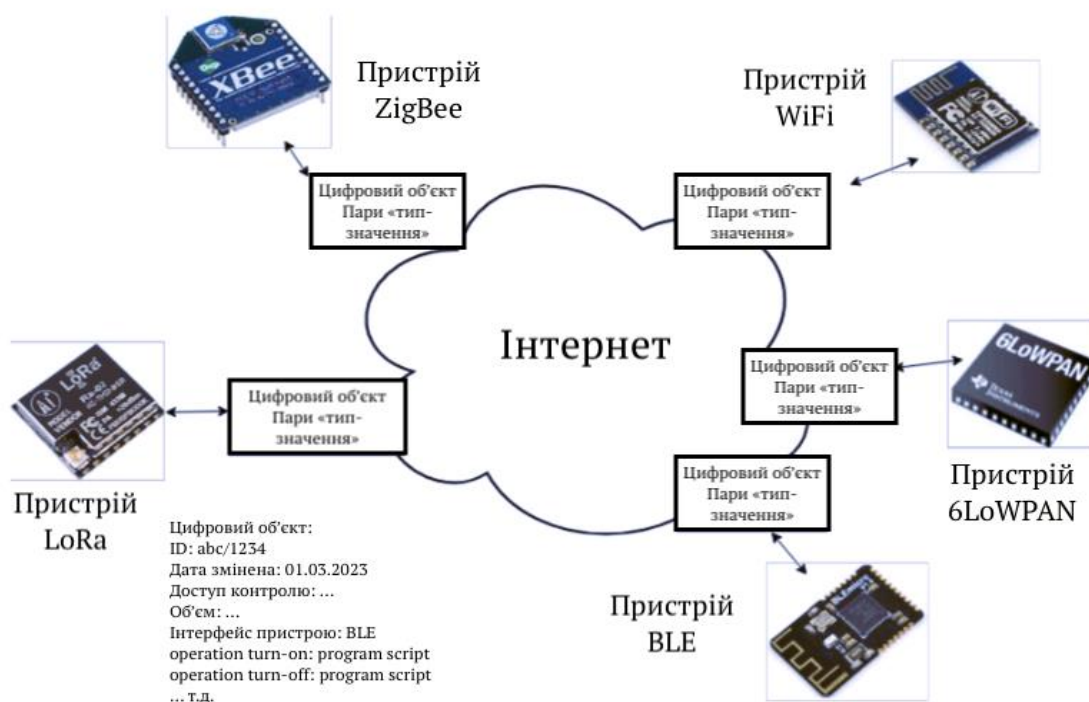 XBee
Пристрій
ZigBee
Пристрій
WiFi
WiFi
Цифровий об’єкт
Пари «тип-
значення»
Цифровий об’єкт
Пари «тип-
значення»
Інтернет
LoRa
Цифровий об’єкт
Пари «тип-
значення»
Цифровий об’єкт
Пари «тип-
значення»
6LoWPAN
TEXAS
INSTRUMENTS
Цифровий об’єкт
Пари «тип-
значення»
Пристрій
LoRa
Пристрій
6LoWPAN
Цифровий об’єкт:
ID: abc/1234
Дата змінена: 01.03.2023
Доступ контролю: ...
Об’єм: ...
Інтерфейс пристрою: BLE
operation turn-on: program script
operation turn-off: program script
... т.д.
Пристрій
BLE